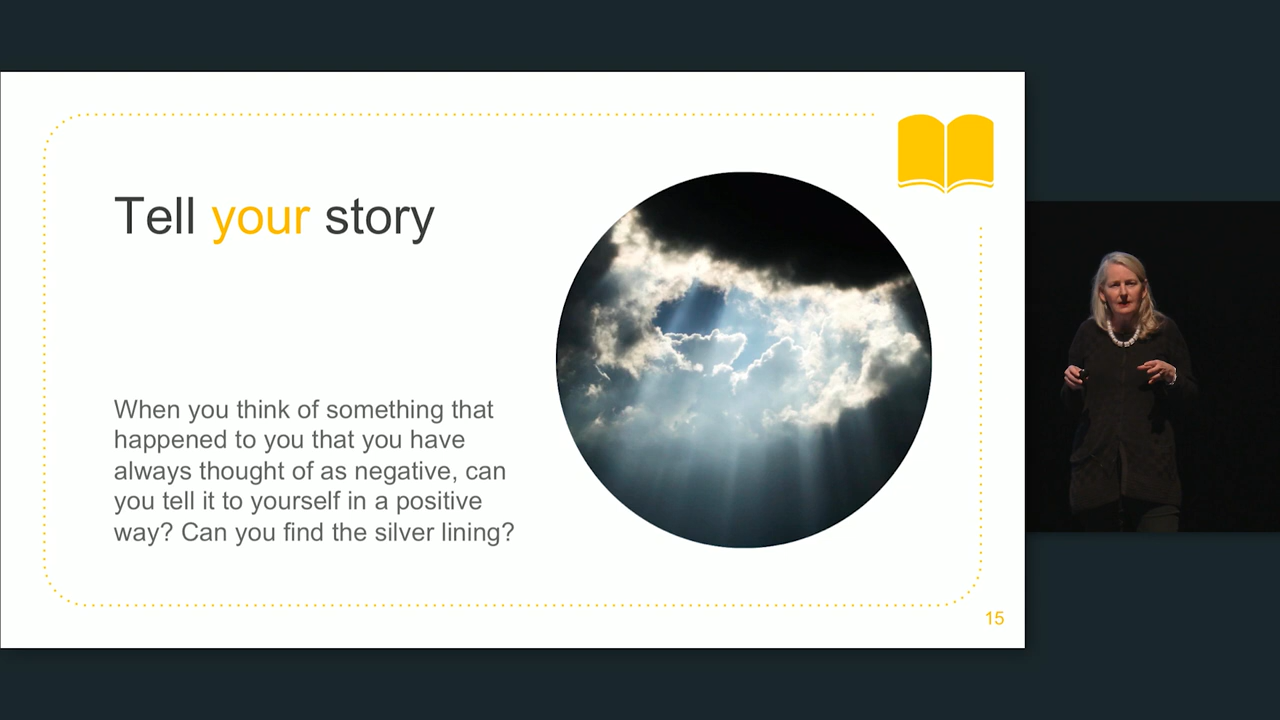 Tell your story
When you think of something that
happened to you that you have
always thought of as negative, can
you tell it to yourself in a positive
way? Can you find the silver lining?
15